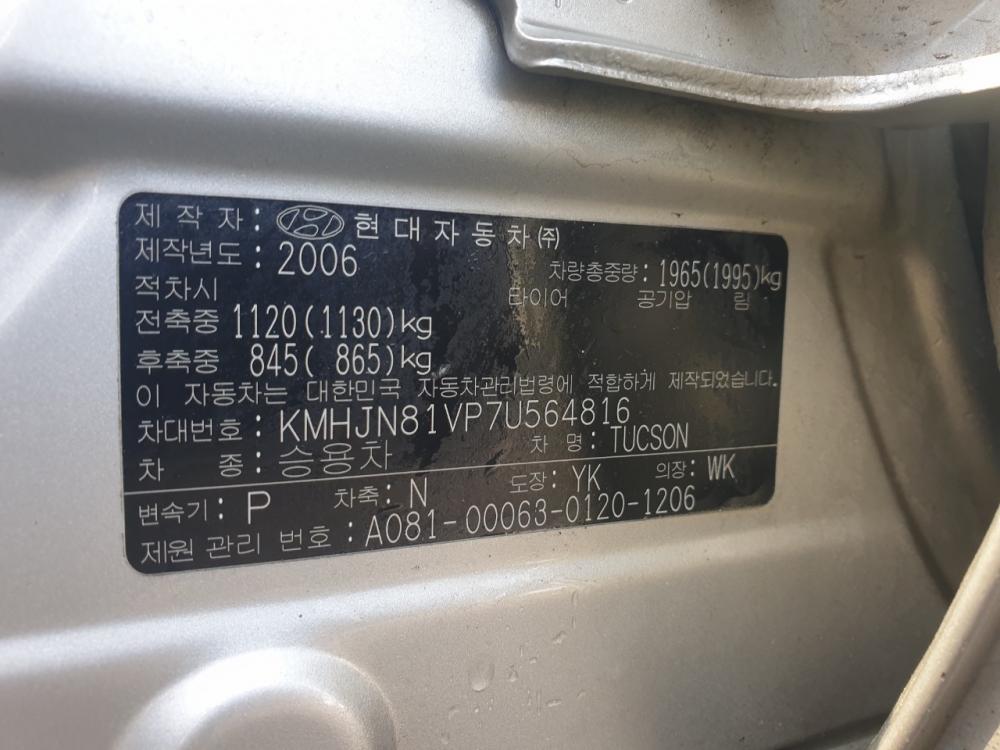 제 작 자 : 현대자동차㈜
제작년도 : 2006 차량총중량 : 1965(1995)kg
적차시 타이어 공기압 림
전축중 1120(1130)kg
후축중 845( 865)kg
이 자동차는 대한민국 자동차관리법령에 적합하게 제작되었습니다.
차대번호 : KMHJN81VP7U564816
차 종 : 승용차 차 명 : TUCSON
변속기 : P 차축 : N 도장 : YK 의장 : WK
제원 관리 번호 : A081-00063-0120-1206